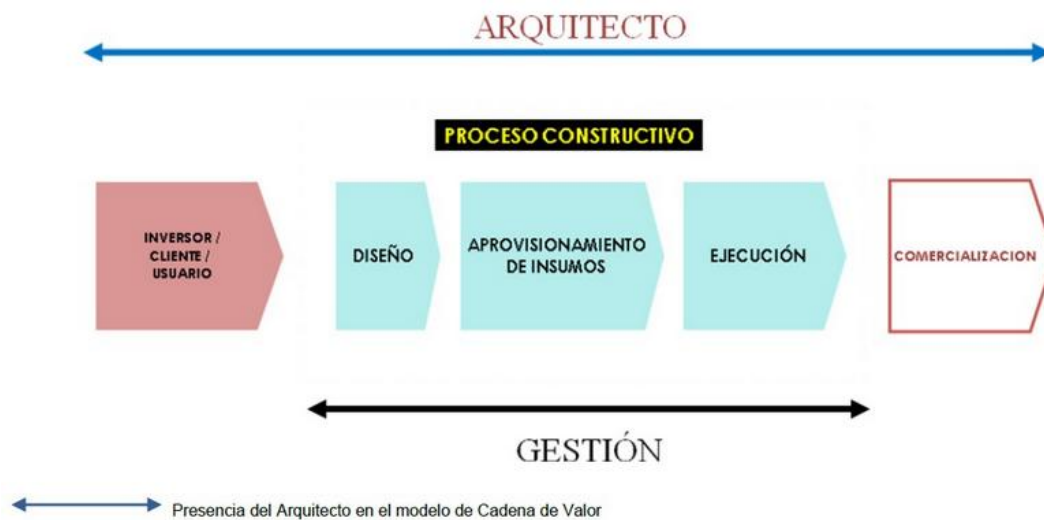 ARQUITECTO
PROCESO CONSTRUCTIVO
INVERSOR /
CLIENTE /
USUARIO
DISEÑO
APROVISIONAMIENTO
DE INSUMOS
EJECUCIÓN
COMERCIALIZACION
GESTIÓN
Presencia del Arquitecto en el modelo de Cadena de Valor